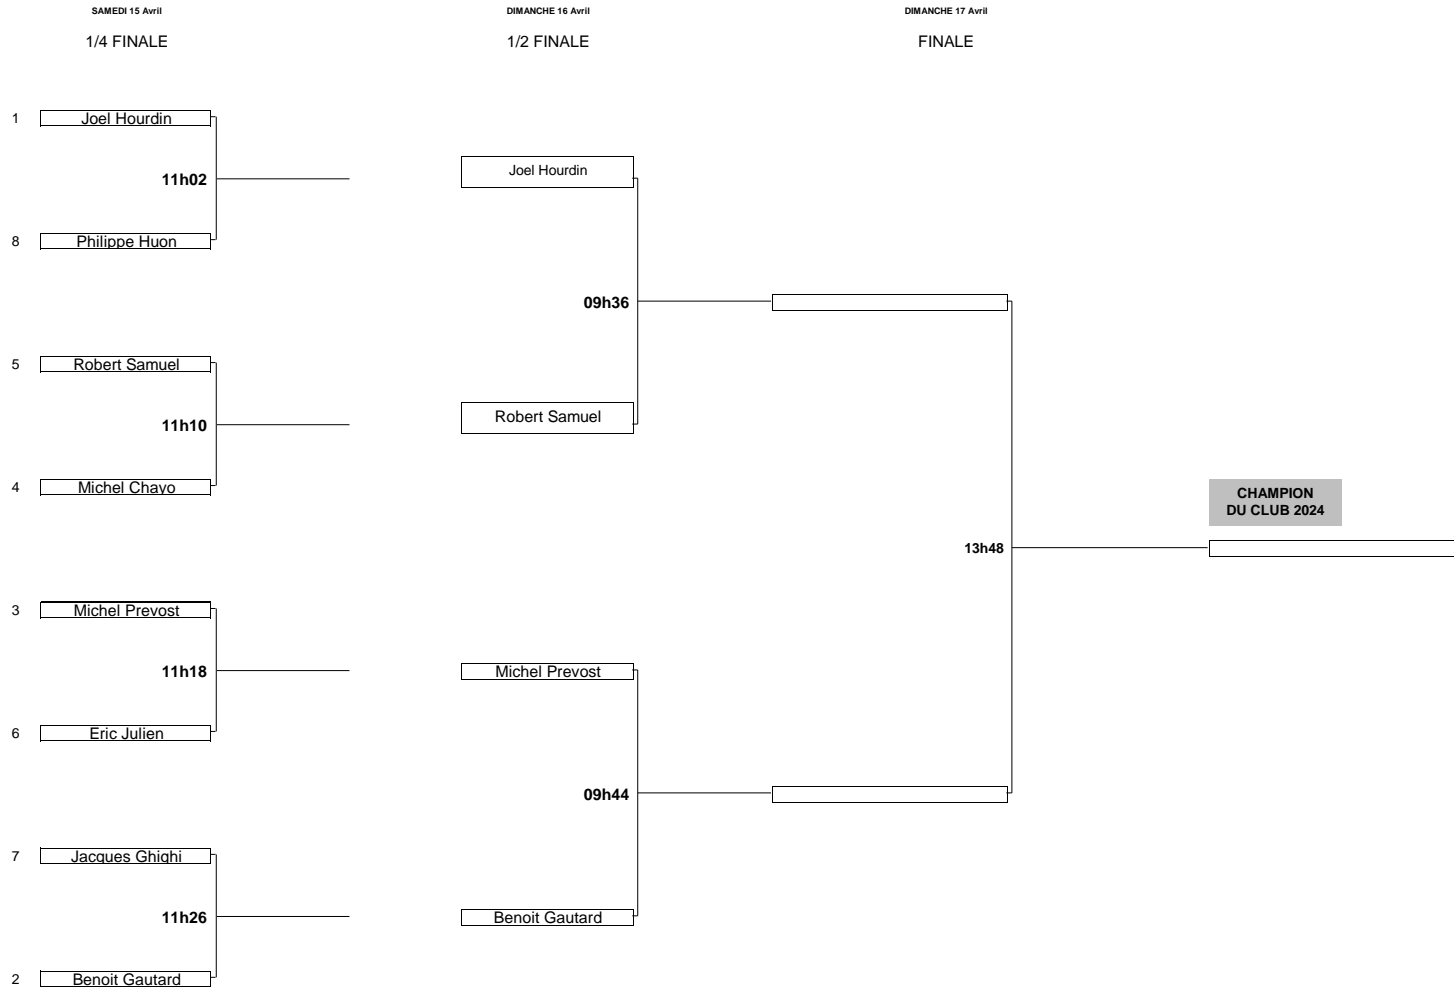 SAMEDI 15 Avril
DIMANCHE 16 Avril
DIMANCHE 17 Avril
1/4 FINALE
1/2 FINALE
FINALE
1
Joel Hourdin
11h02
Joel Hourdin
8
Philippe Huon
09h36
5
Robert Samuel
11h10
Robert Samuel
4
Michel Chayo
CHAMPION
DU CLUB 2024
13h48
3
Michel Prevost
11h18
Michel Prevost
6
Eric Julien
09h44
7
Jacques Ghighi
11h26
Benoit Gautard
2
Benoit Gautard